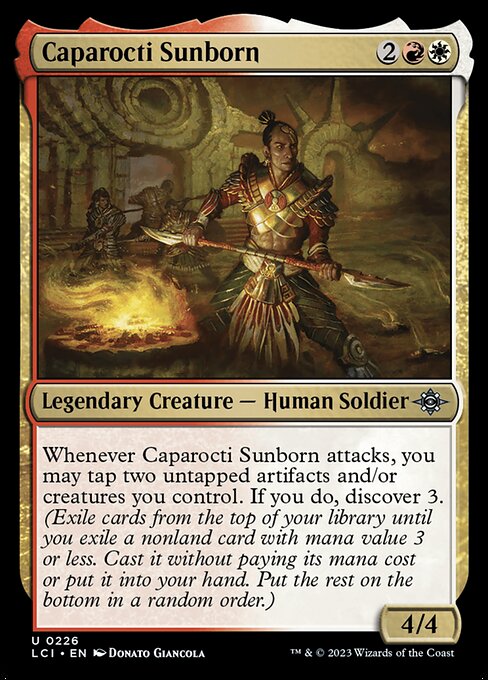 Caparocti Sunborn 2
Legendary Creature — Human Soldier
Whenever Caparocti Sunborn attacks, you
may tap two untapped artifacts and/or
creatures you control. If you do, discover 3.
(Exile cards from the top of your library until
you exile a nonland card with mana value 3
or less. Cast it without paying its mana cost
or put it into your hand. Put the rest on the
bottom in a random order.)
4/4
U 0226
LCI • EN Donato Giancola
™ & © 2023 Wizards of the Coast